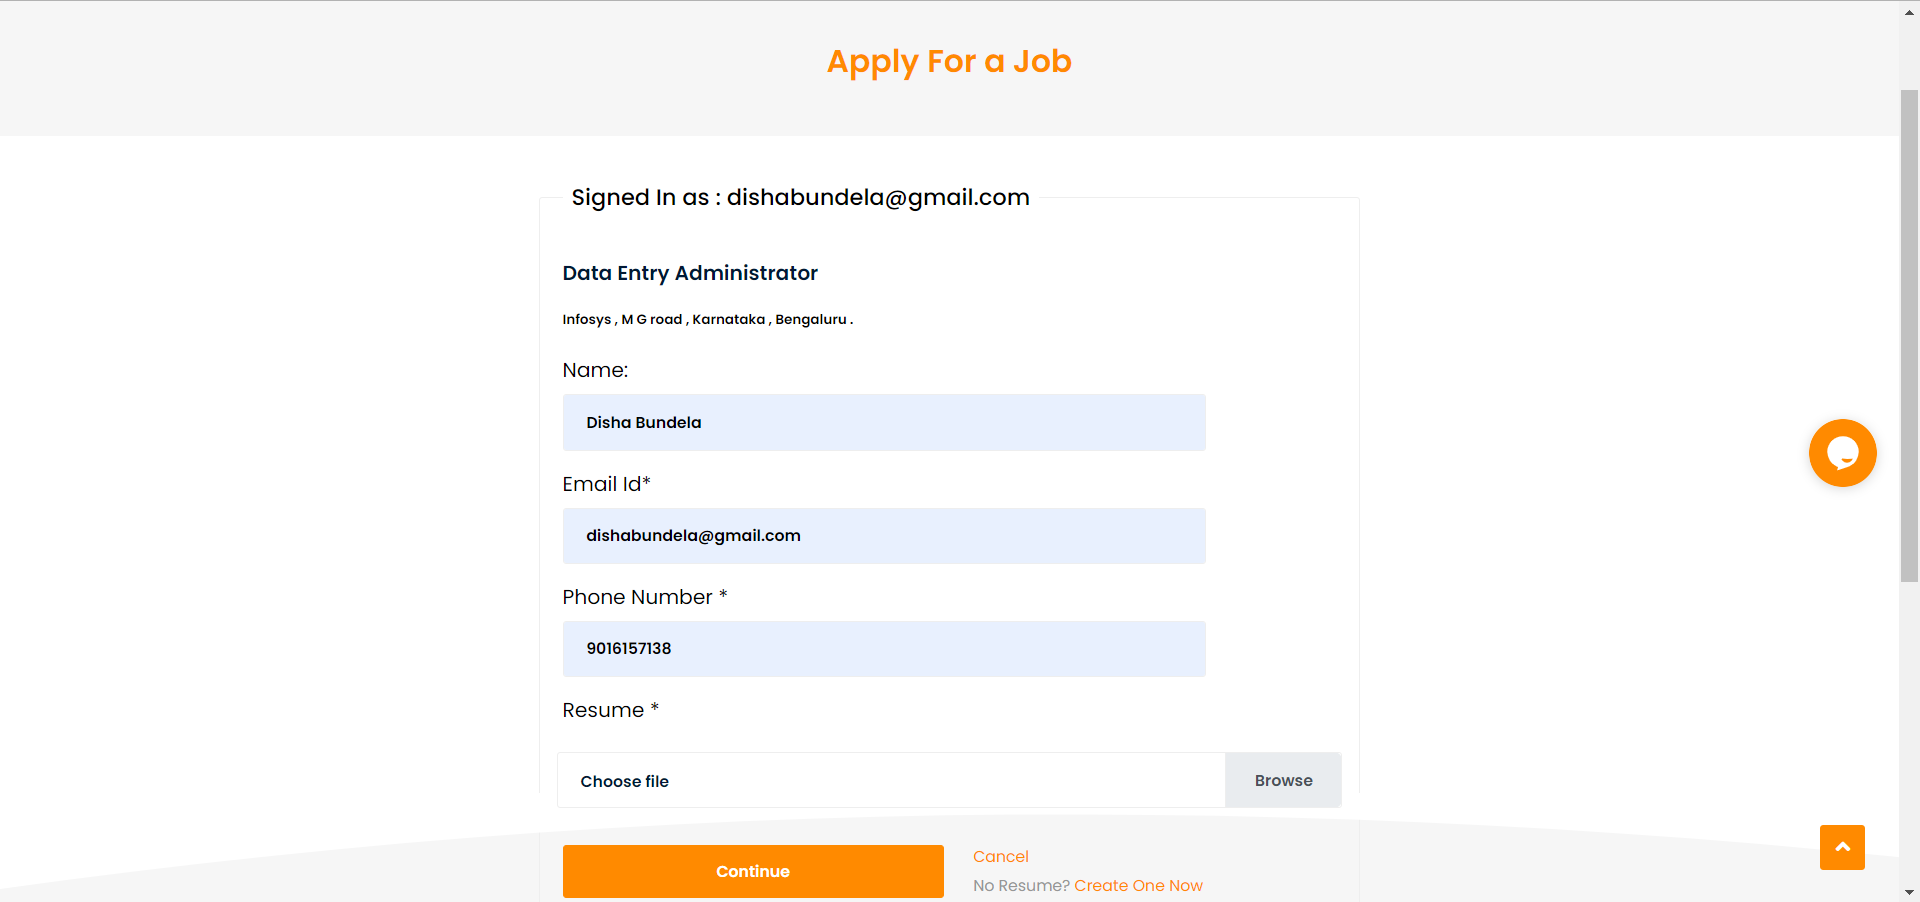 Apply For a Job
Signed In as : dishabundela@gmail.com
Data Entry Administrator
Infosys , M G road , Karnataka , Bengaluru .
Name:
Disha Bundela
Email Id*
dishabundela@gmail.com
Phone Number *
9016157138
Resume *
Choose file
Browse
Continue
Cancel
No Resume? Create One Now